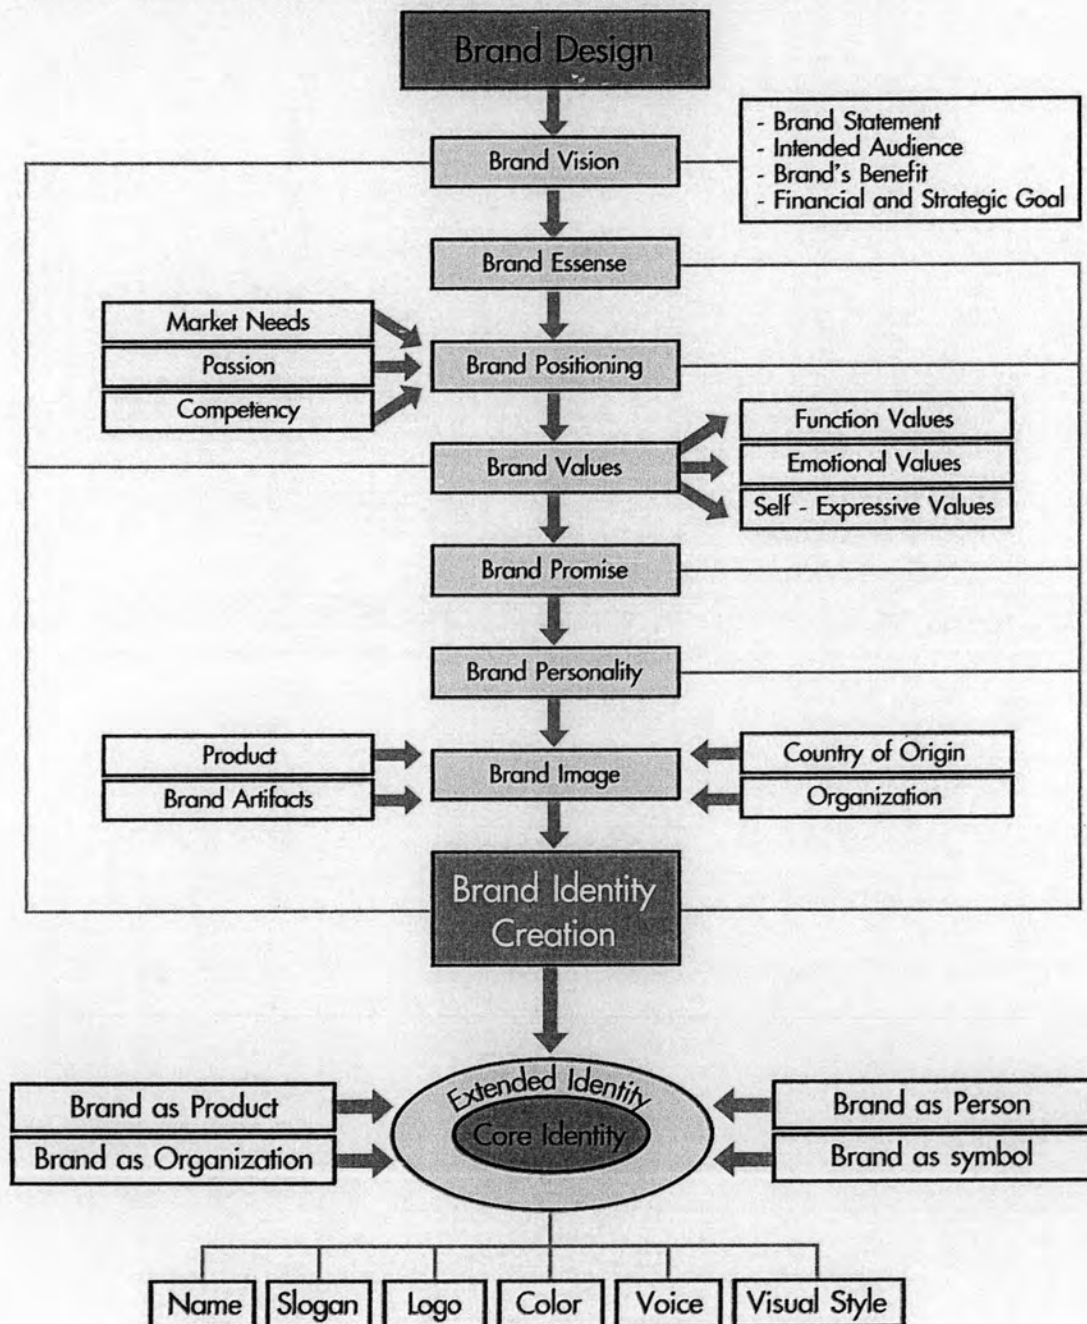 Brand Design
Brand Vision
- Brand Statement
- Intended Audience
- Brand's Benefit
- Financial and Strategic Goal
Brand Essense
Market Needs
Passion
Competency
Brand Positioning
Brand Values
Function Values
Emotional Values
Self - Expressive Values
Brand Promise
Brand Personality
Product
Brand Artifacts
Brand Image
Country of Origin
Organization
Brand Identity
Creation
Brand as Product
Brand as Organization
Extended Identity
Core Identity
Brand as Person
Brand as symbol
Name
Slogan
Logo
Color
Voice
Visual Style